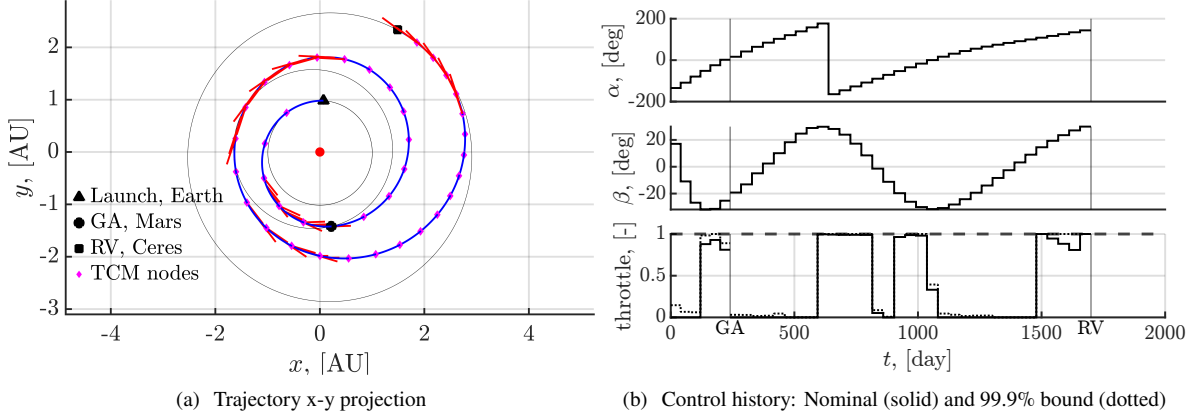 2
1
0
-1
-2
-3
y, [AU]
-4
-2
0
2
4
x, [AU]
Launch, Earth
GA, Mars
RV, Ceres
TCM nodes
(a) Trajectory x-y projection
200
0
-200
α, [deg]
20
0
-20
β, [deg]
1
0.5
0
throttle, [-]
0
GA
500
1000
1500
RV
2000
t, [day]
(b) Control history: Nominal (solid) and 99.9% bound (dotted)